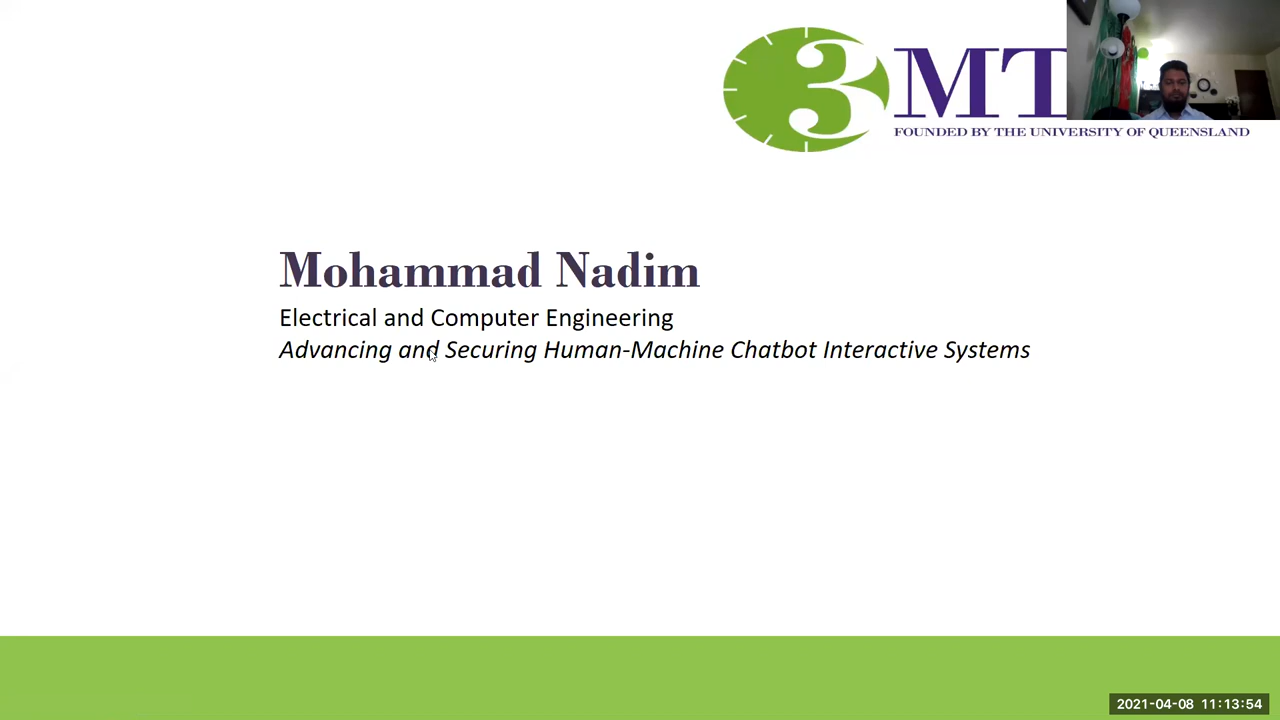 3MT
FOUNDED BY THE UNIVERSITY OF QUEENSLAND
Mohammad Nadim
Electrical and Computer Engineering
Advancing and Securing Human-Machine Chatbot Interactive Systems
2021-04-08 11:13:54